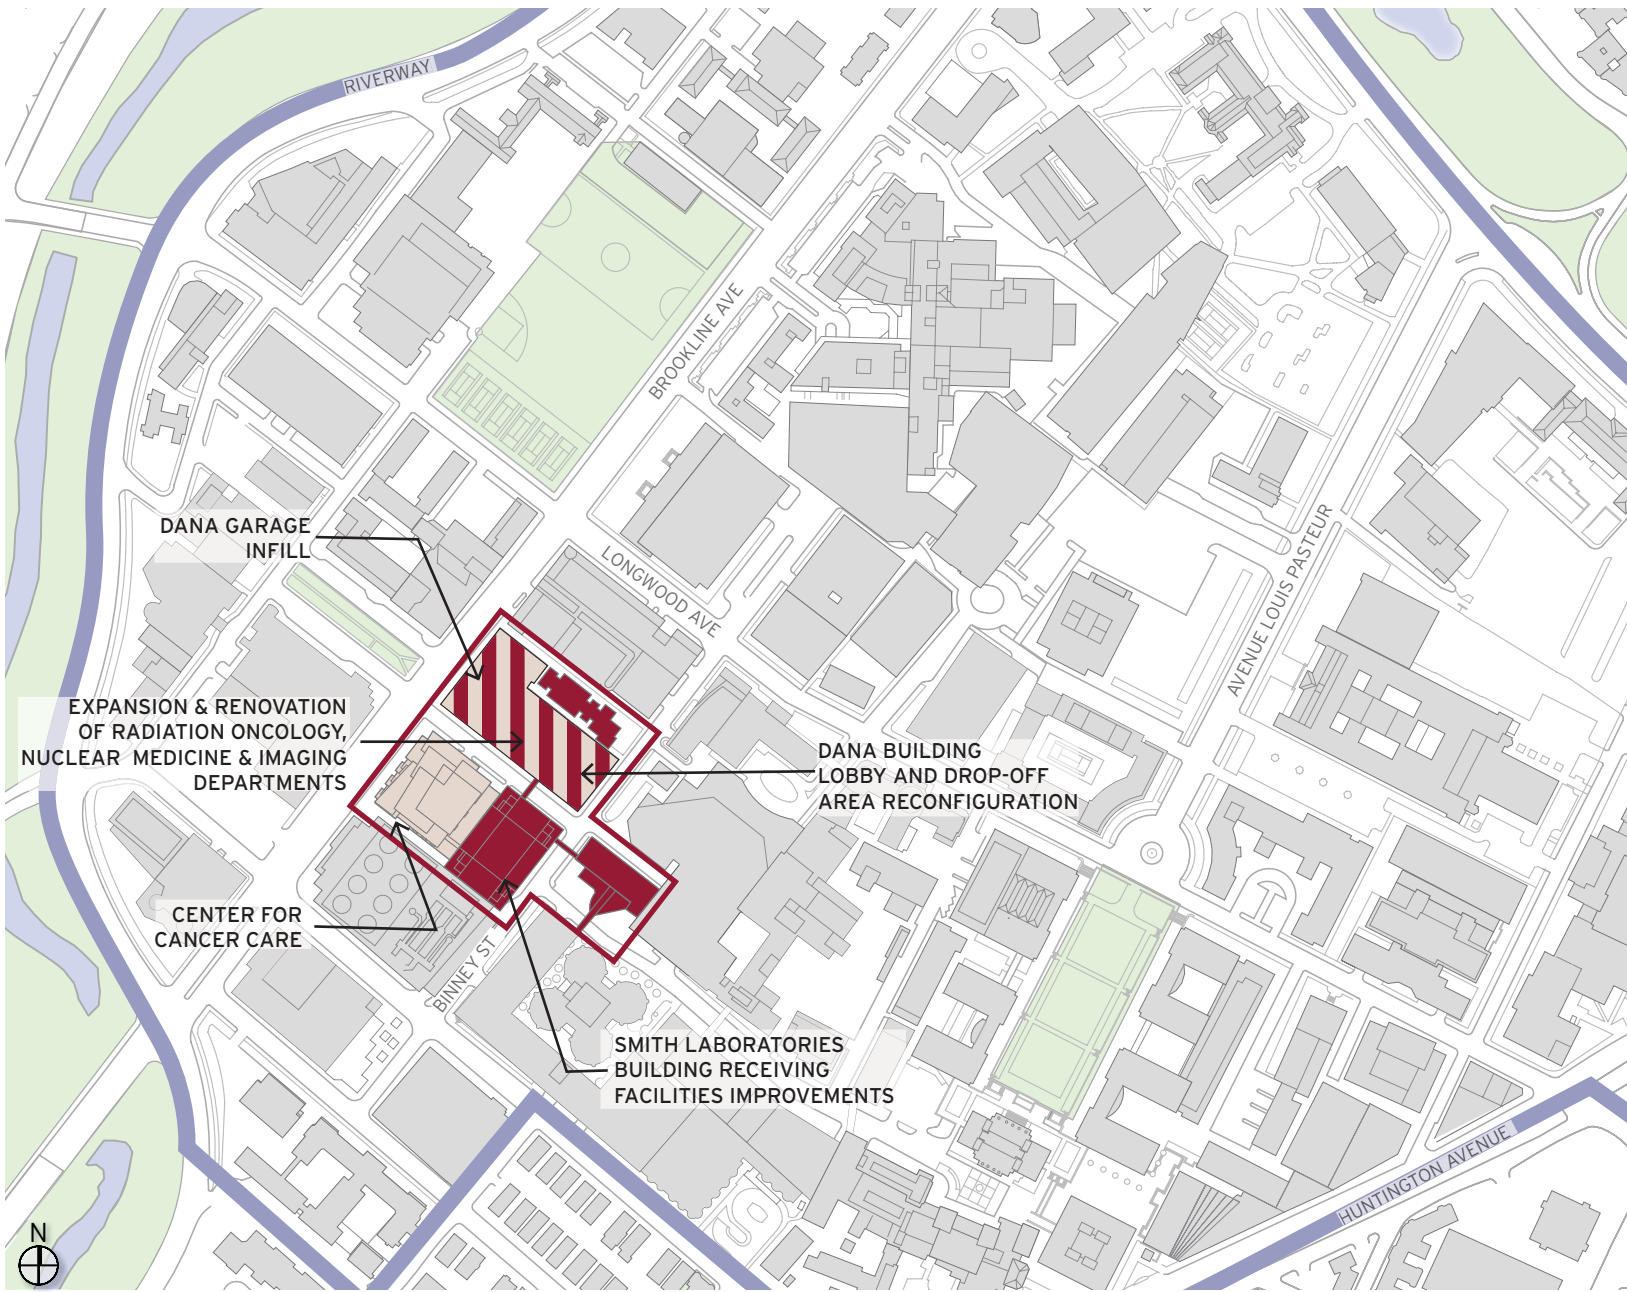 RIVERWAY
BROOKLINE AVE
DANA GARAGE
INFILL
LONGWOOD AVE
AVENUE LOUIS PASTEUR
EXPANSION & RENOVATION
OF RADIATION ONCOLOGY,
NUCLEAR MEDICINE & IMAGING
DEPARTMENTS
DANA BUILDING
LOBBY AND DROP-OFF
AREA RECONFIGURATION
CENTER FOR
CANCER CARE
BINNEY ST
SMITH LABORATORIES
BUILDING RECEIVING
FACILITIES IMPROVEMENTS
HUNTINGTON AVENUE
N